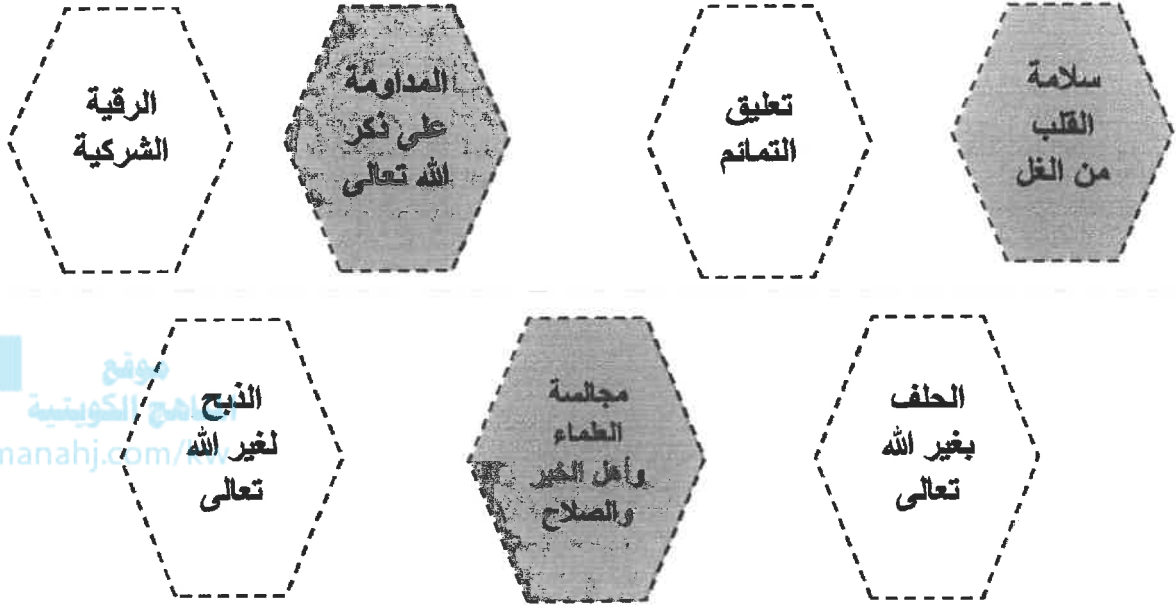 سلامة
القلب
من الغل
تعليق
التمائم
المداومة
على ذكر
الله تعالى
الرقية
الشركية
الحلف
بغير الله
تعالى
مجالسة
العلماء
وأهل الخير
والصلاح
الذبح
لغير الله
تعالى
موقع
المناهج الكويتية
manahj.com/kw